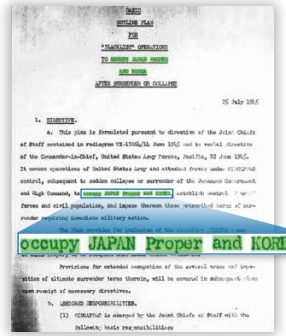 BASIC
OUTLINE PLAN
FOR
"BLACKLIST" OPERATIONS
TO OCCUPY JAPAN PROPER
AND KOREA
AFTER SURRENDER OR COLLAPSE
25 July 1945
1. DIRECTIVE.
a. This plan is formulated pursuant to directive of the Joint Chiefs
of Staff contained in radiogram 14 June 1945 and to verbal directive
of the Commander-in-Chief, United States Army Forces, Pacific, 22 June 1945.
It covers operations of United States Army and attached forces under CINCAFPAC
control, subsequent to sudden collapse or surrender of the Japanese Government
and High Command, to occupy JAPAN Proper and KOREA, establish control of
forces and civil population, and impose thereon those prescribed terms of sur-
render requiring immediate military action.
The Plan provides for
occupy JAPAN Proper and KORE
Provisions for extended occupation of the several areas and impo-
sition of ultimate surrender terms therein, will be covered in subsequent
upon receipt of necessary directives.
b. ASSIGNED RESPONSIBILITIES.
(1) CINCAFPAC is charged by the Joint Chiefs of Staff with the
following basic responsibilities: